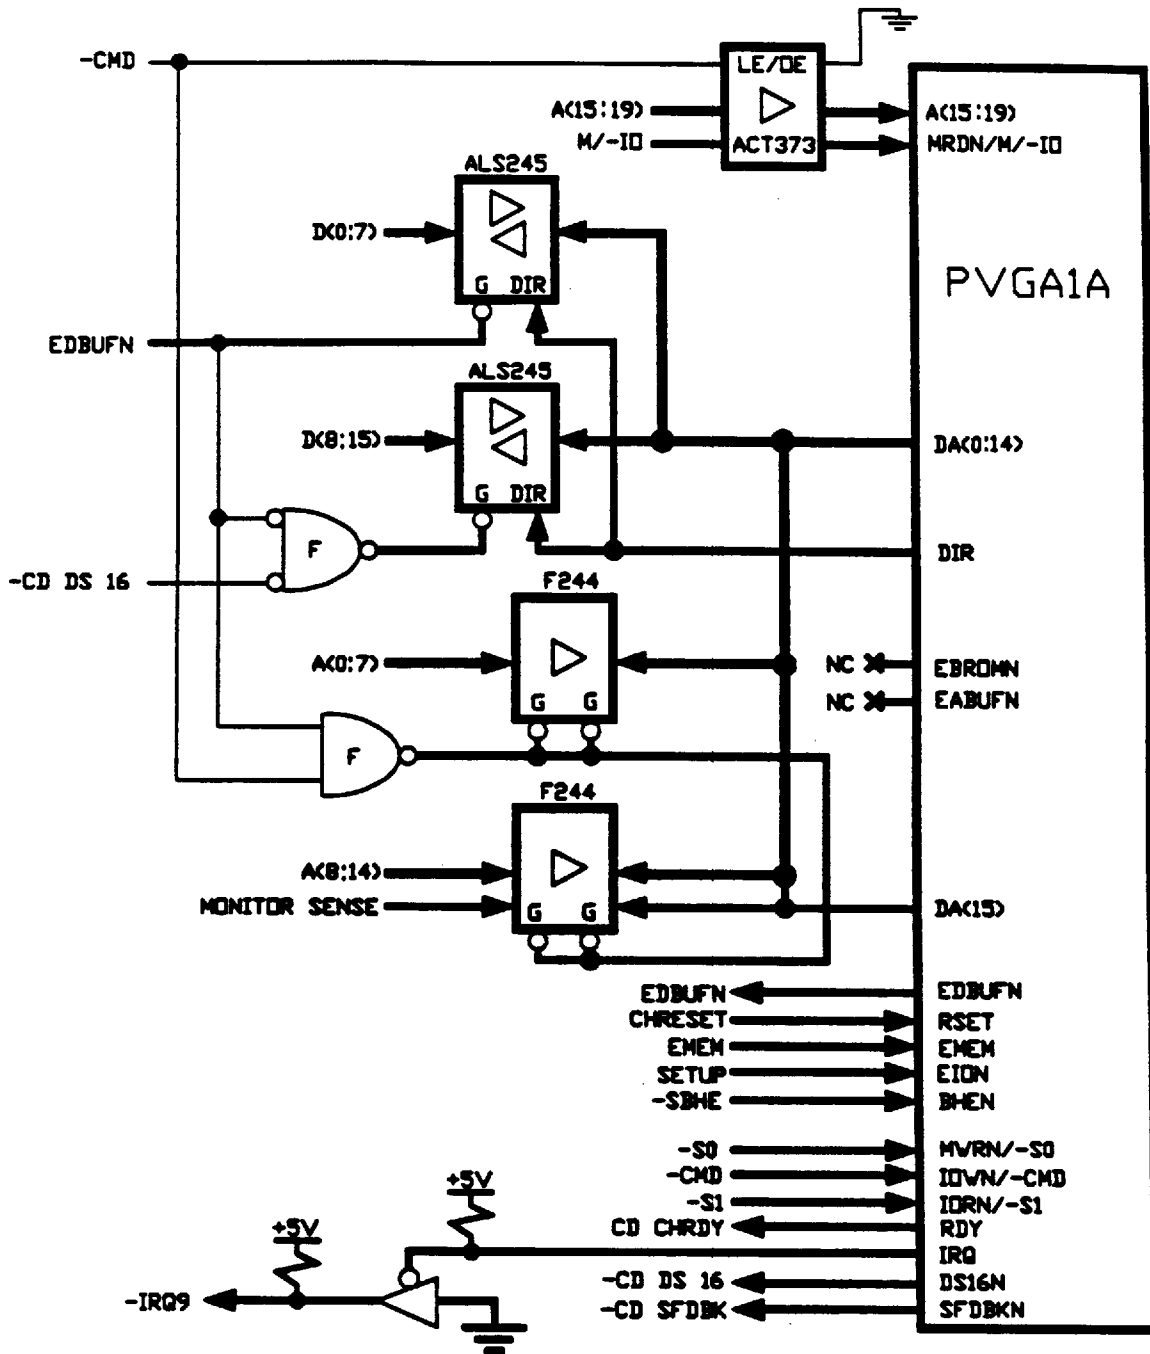 -CMD
LE/OE
A(15:19)
A(15:19)
M/-IO
ACT373
MRDN/M/-IO
ALS245
D(0:7)
G DIR
PVGA1A
EDBUFN
ALS245
D(8:15)
DA(0:14)
G DIR
F
DIR
-CD DS 16
F244
A(0:7)
NC
EBROMN
G G
NC
EABUFN
F
F244
A(8:14)
MONITOR SENSE
G G
DA(15)
EDBUFN
EDBUFN
CHRESET
RSET
EMEM
EMEM
SETUP
EION
-SBHE
BHEN
-S0
MWRN/-S0
-CMD
IOWN/-CMD
+5V
-S1
IORN/-S1
+5V
CD CHRDY
RDY
IRQ
-CD DS 16
DS16N
-IRQ9
-CD SFDBK
SFDBKN